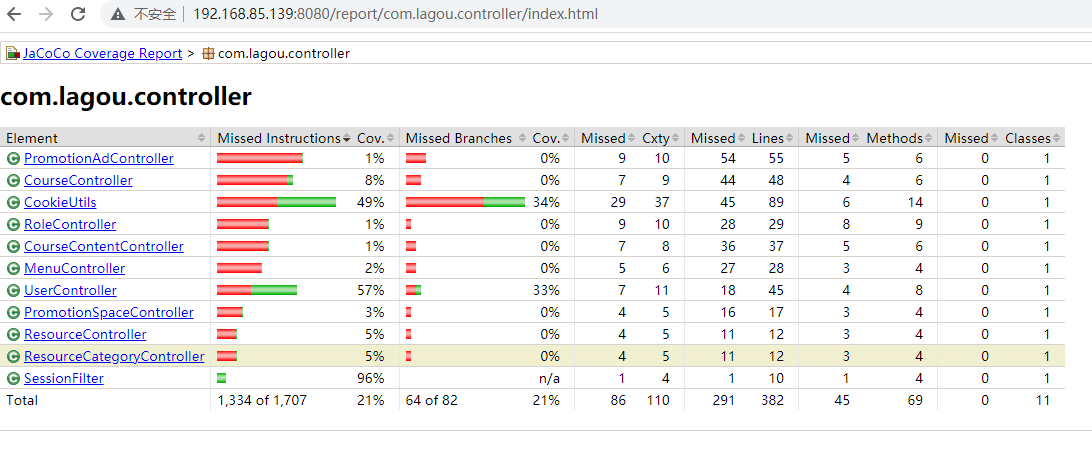 不安全 | 192.168.85.139:8080/report/com.lagou.controller/index.html
JaCoCo Coverage Report > com.lagou.controller
com.lagou.controller
Element Missed Instructions Cov. Missed Branches Cov. Missed Cxty Missed Lines Missed Methods Missed Classes
PromotionAdController 1% 0% 9 10 54 55 5 6 0 1
CourseController 8% 0% 7 9 44 48 4 6 0 1
CookieUtils 49% 34% 29 37 45 89 6 14 0 1
RoleController 1% 0% 9 10 28 29 8 9 0 1
CourseContentController 1% 0% 7 8 36 37 5 6 0 1
MenuController 2% 0% 5 6 27 28 3 4 0 1
UserController 57% 33% 7 11 18 45 4 8 0 1
PromotionSpaceController 3% 0% 4 5 16 17 3 4 0 1
ResourceController 5% 0% 4 5 11 12 3 4 0 1
ResourceCategoryController 5% 0% 4 5 11 12 3 4 0 1
SessionFilter 96% n/a 1 4 1 10 1 4 0 1
Total 1,334 of 1,707 21% 64 of 82 21% 86 110 291 382 45 69 0 11